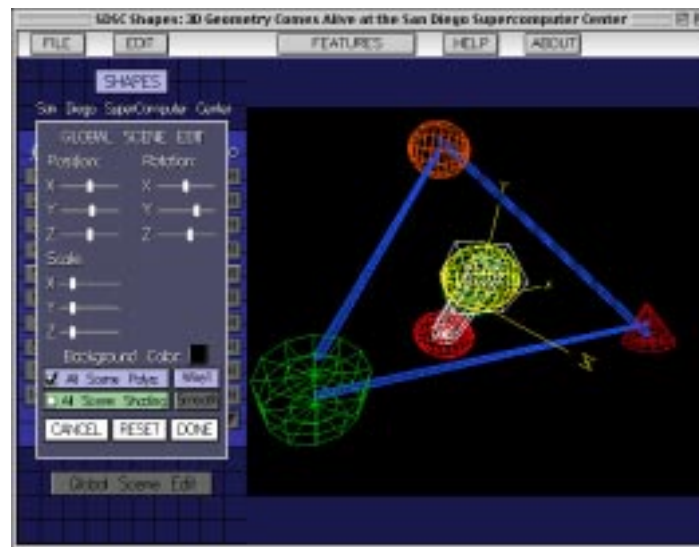 SDSC Shapes: 3D Geometry Comes Alive at the San Diego Supercomputer Center
FILE EDIT FEATURES HELP ABOUT
SHAPES
San Diego SuperComputer Center
GLOBAL SCENE EDIT
Position: Rotation:
X X
Y Y
Z Z
Scale
X
Y
Z
Background Color:
All Scene Polys:
All Scene Shading Smooth
CANCEL RESET DONE
Global Scene Edit
Y
X